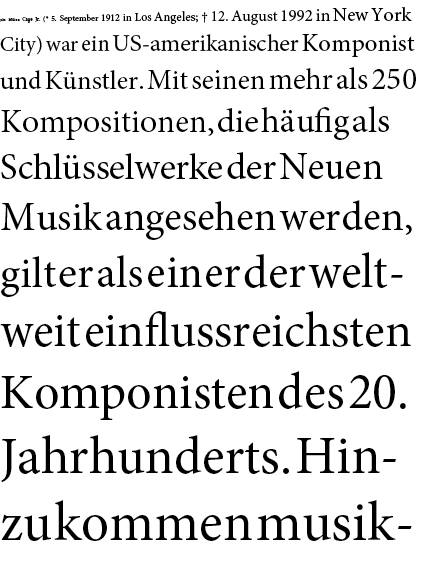 Cage Jr. (* 5. September 1912 in Los Angeles; † 12. August 1992 in New York
City) war ein US-amerikanischer Komponist
und Künstler. Mit seinen mehr als 250
Kompositionen, die häufig als
Schlüsselwerke der Neuen
Musik angesehen werden,
gilt er als einer der welt-
weit einflussreichsten
Komponisten des 20.
Jahrhunderts. Hin-
zu kommen musik-